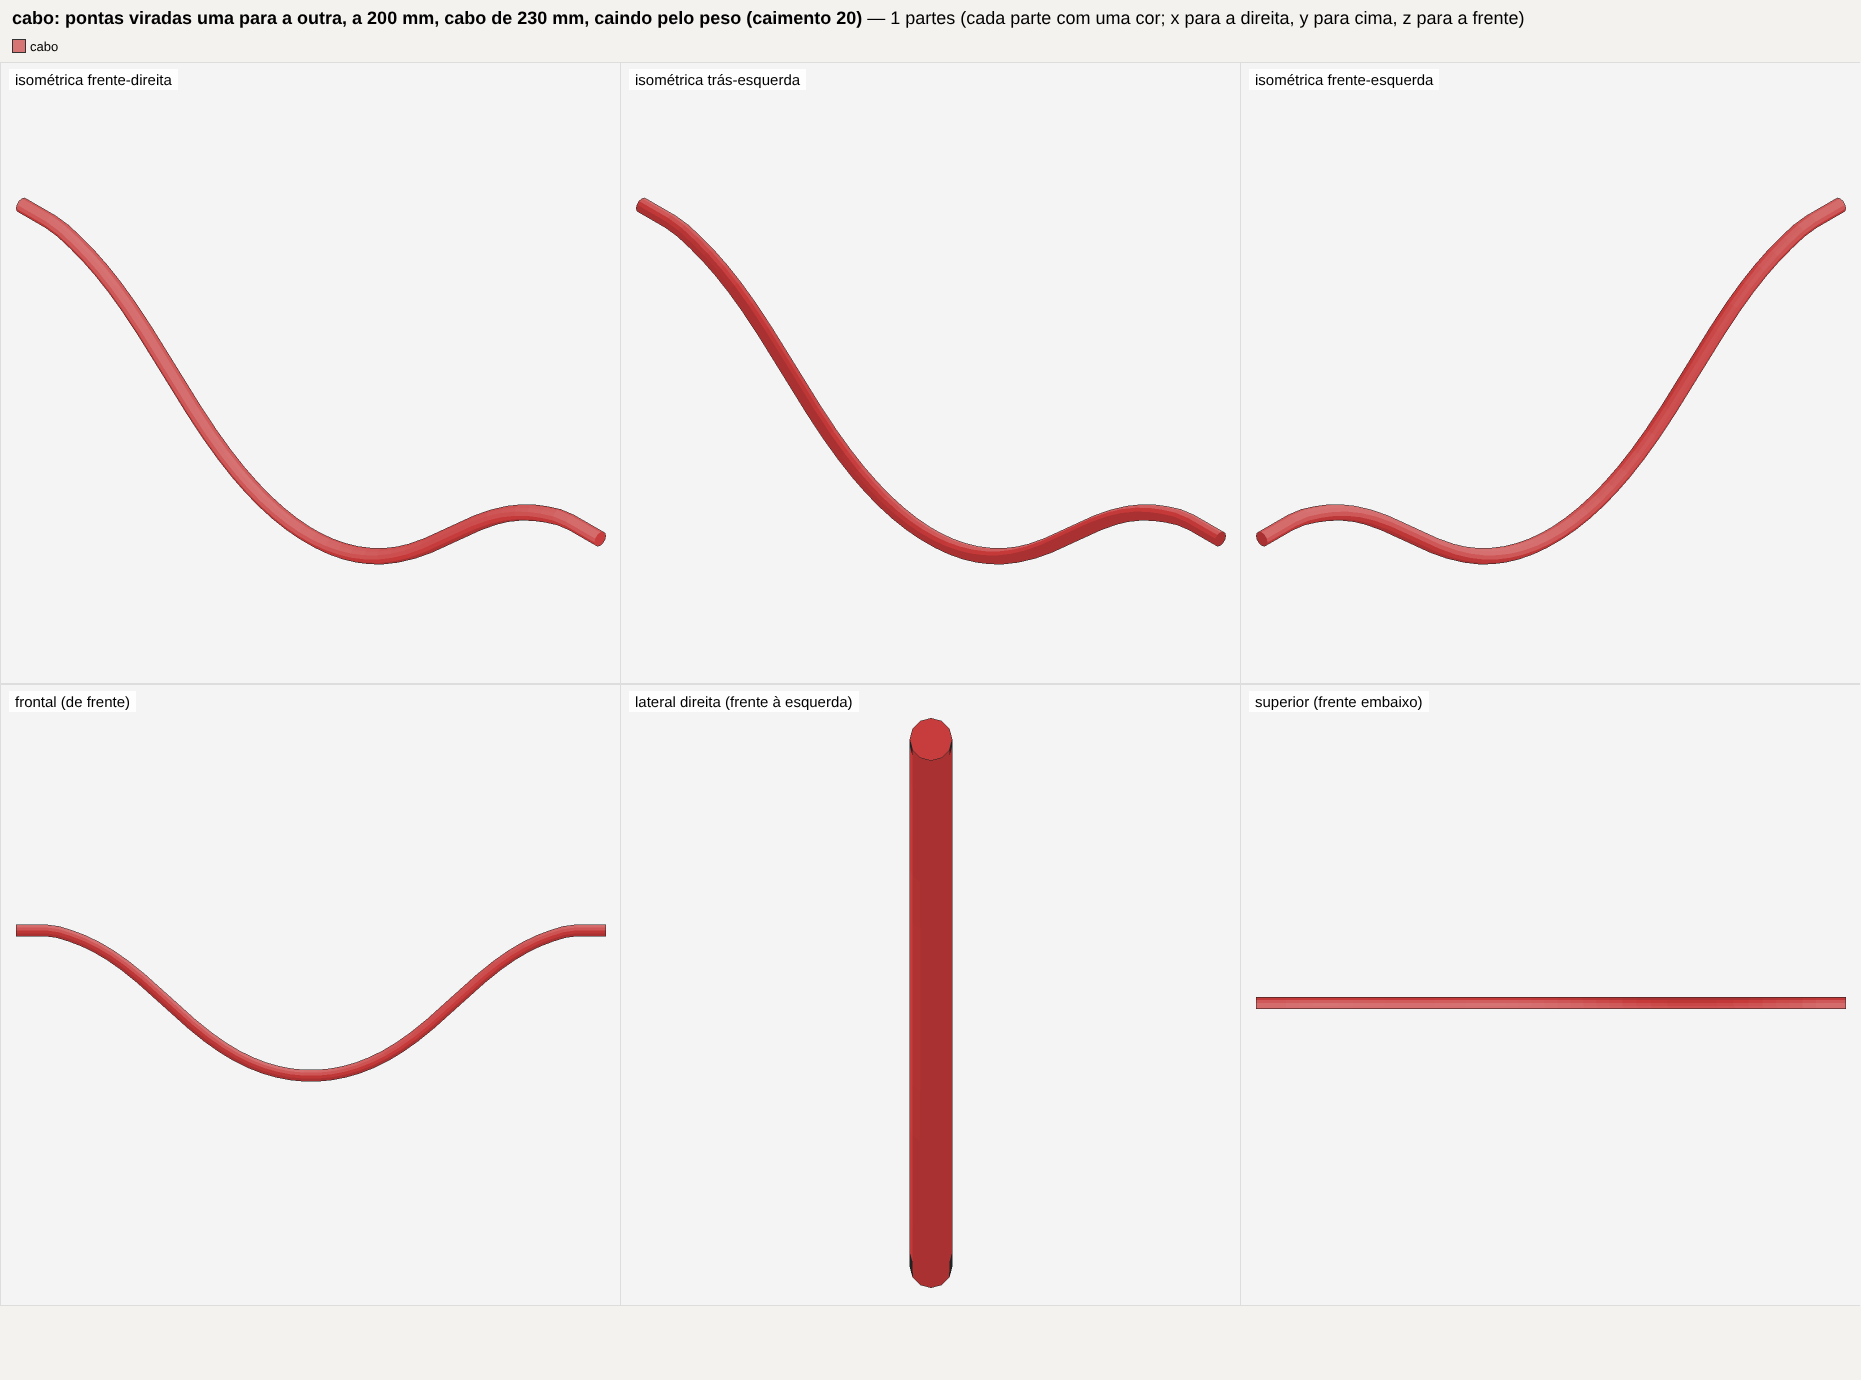 cabo: pontas viradas uma para a outra, a 200 mm, cabo de 230 mm, caindo pelo peso (caimento 20) — 1 partes (cada parte com uma cor; x para a direita, y para cima, z para a frente)
cabo
isométrica frente-direita
isométrica trás-esquerda
isométrica frente-esquerda
frontal (de frente)
lateral direita (frente à esquerda)
superior (frente embaixo)